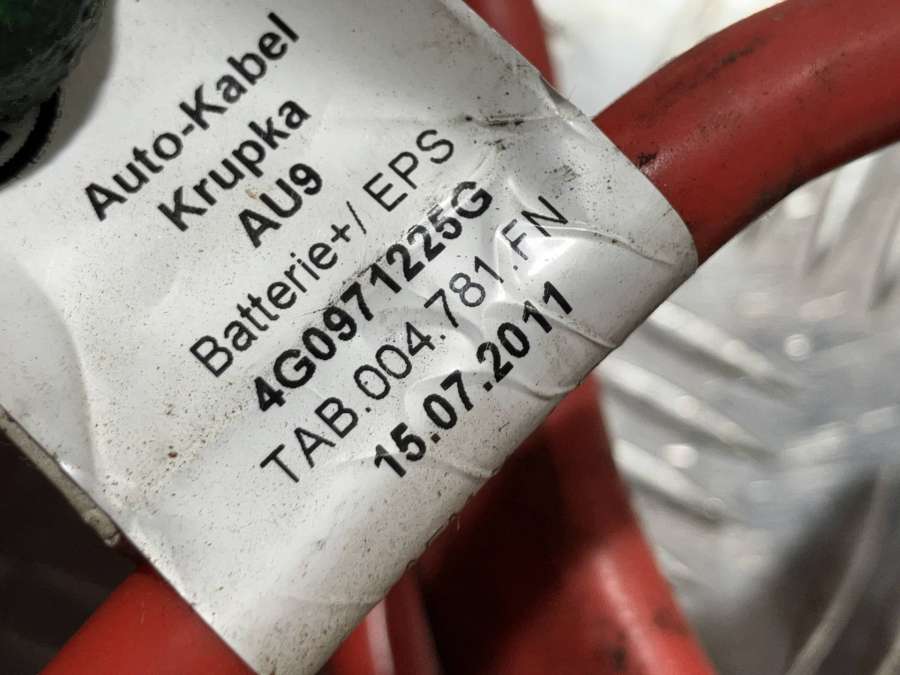 Auto-Kabel
Krupka
AU9
Batterie+/ EPS
4G0971225G
TAB.004.781.FN
15.07.2011